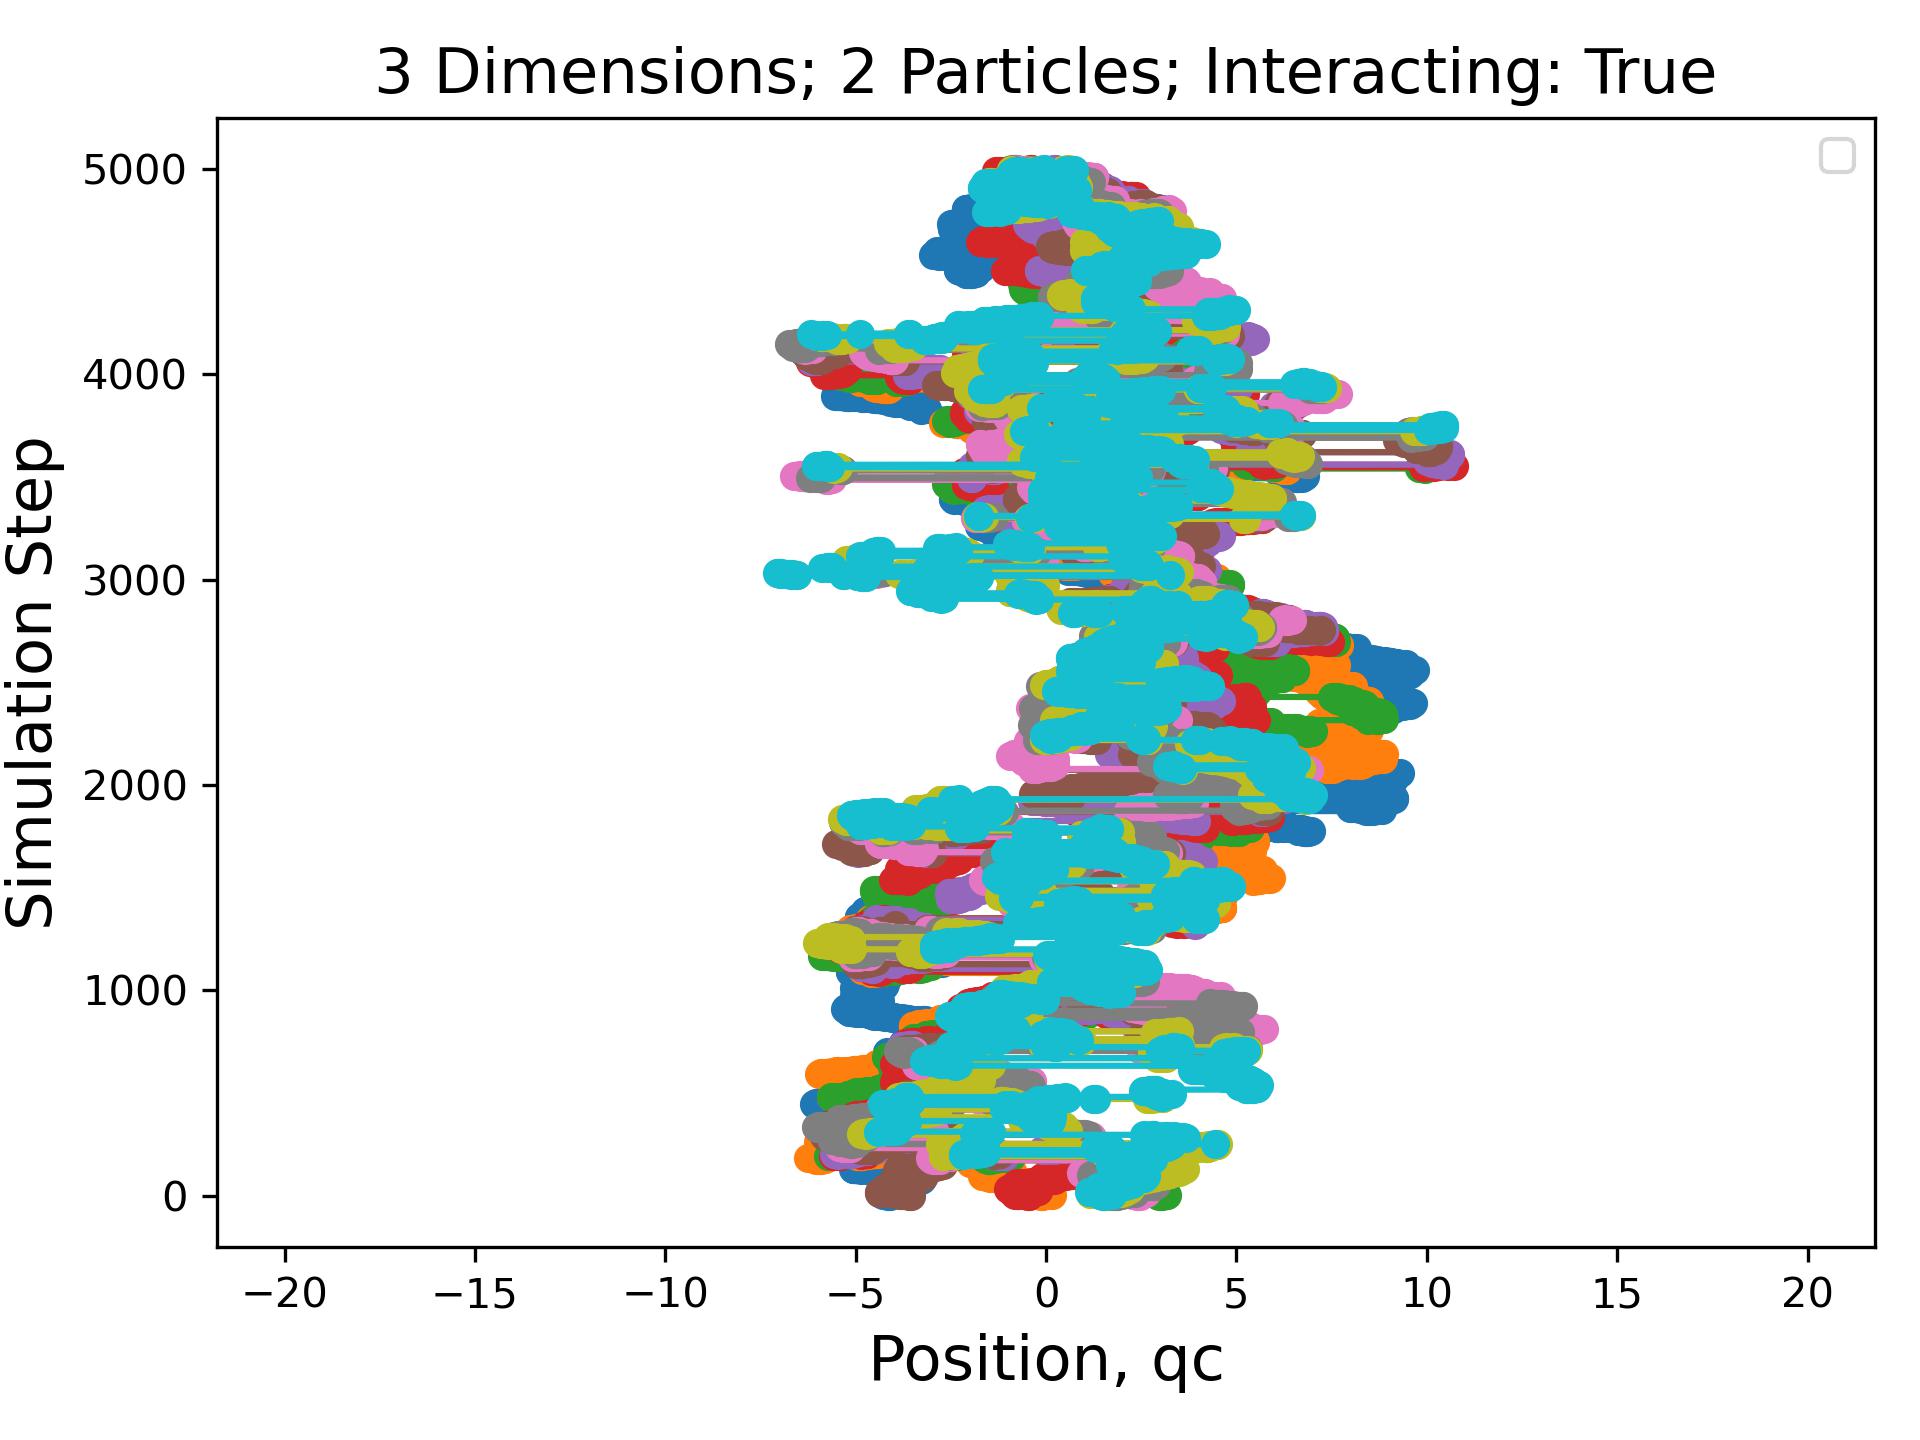 3 Dimensions; 2 Particles; Interacting: True
5000
4000
3000
2000
1000
0
Simulation Step
−20 −15 −10 −5 0 5 10 15 20
Position, qc